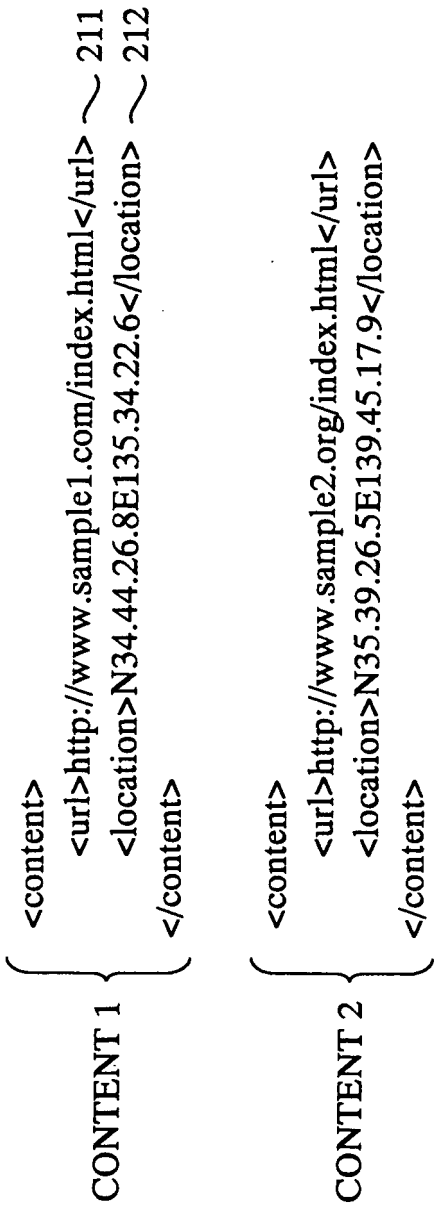 <content>
<url>http://www.sample1.com/index.html</url> ~ 211
<location>N34.44.26.8E135.34.22.6</location> ~ 212
</content>
CONTENT 1
<content>
<url>http://www.sample2.org/index.html</url>
<location>N35.39.26.5E139.45.17.9</location>
</content>
CONTENT 2